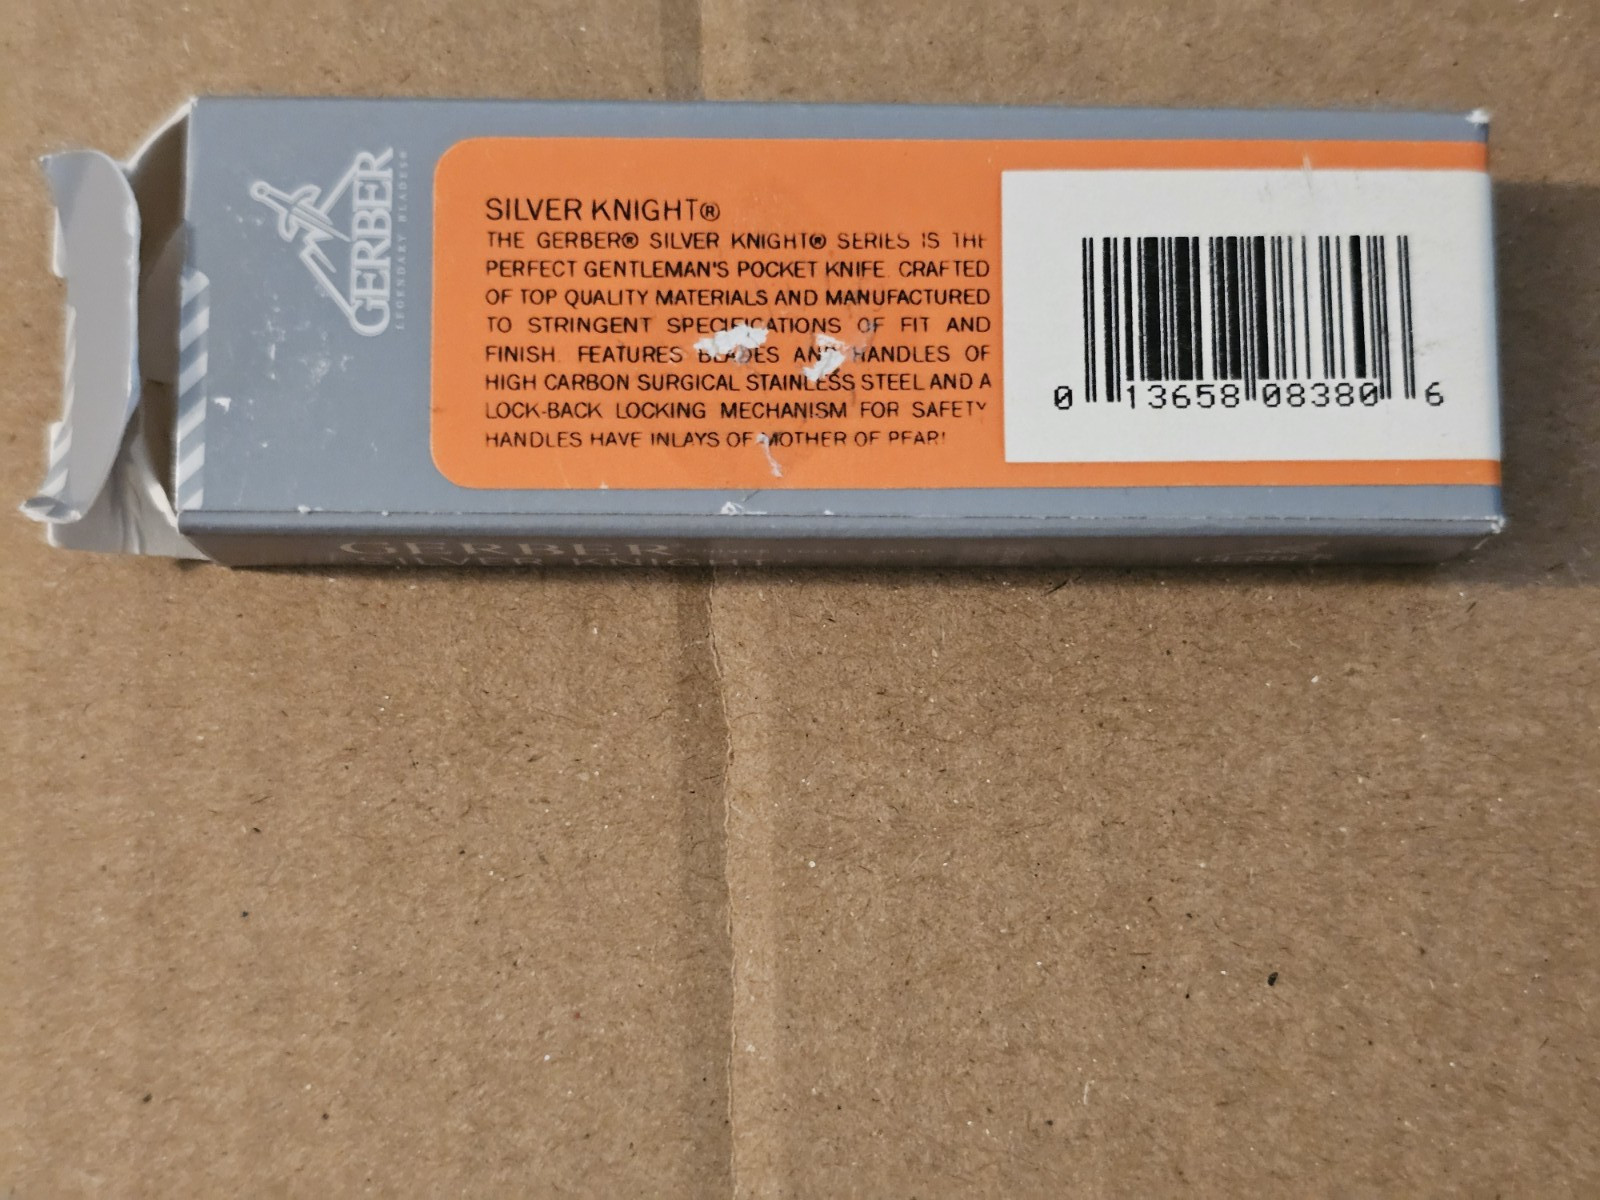 GERBER
LEGENDARY BLADES®
SILVER KNIGHT®
THE GERBER® SILVER KNIGHT® SERIES IS THE
PERFECT GENTLEMAN'S POCKET KNIFE. CRAFTED
OF TOP QUALITY MATERIALS AND MANUFACTURED
TO STRINGENT SPECIFICATIONS OF FIT AND
FINISH. FEATURES BLADES AND HANDLES OF
HIGH CARBON SURGICAL STAINLESS STEEL AND A
LOCK-BACK LOCKING MECHANISM FOR SAFETY
HANDLES HAVE INLAYS OF MOTHER OF PEARL
0 13658 08380 6
GERBER
SILVER KNIGHT